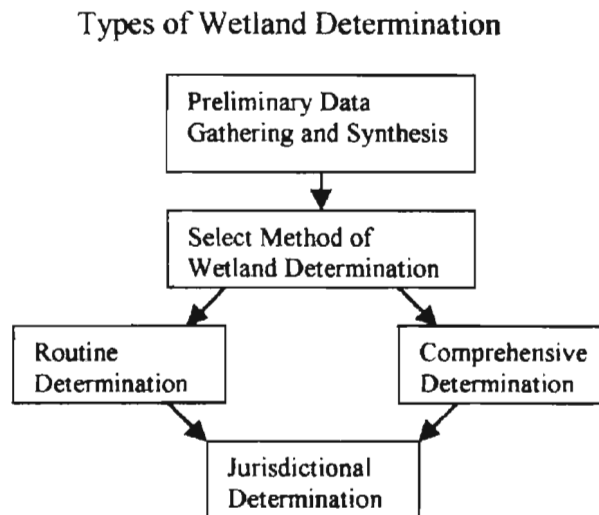 Types of Wetland Determination
Preliminary Data
Gathering and Synthesis
Select Method of
Wetland Determination
Routine
Determination
Comprehensive
Determination
Jurisdictional
Determination